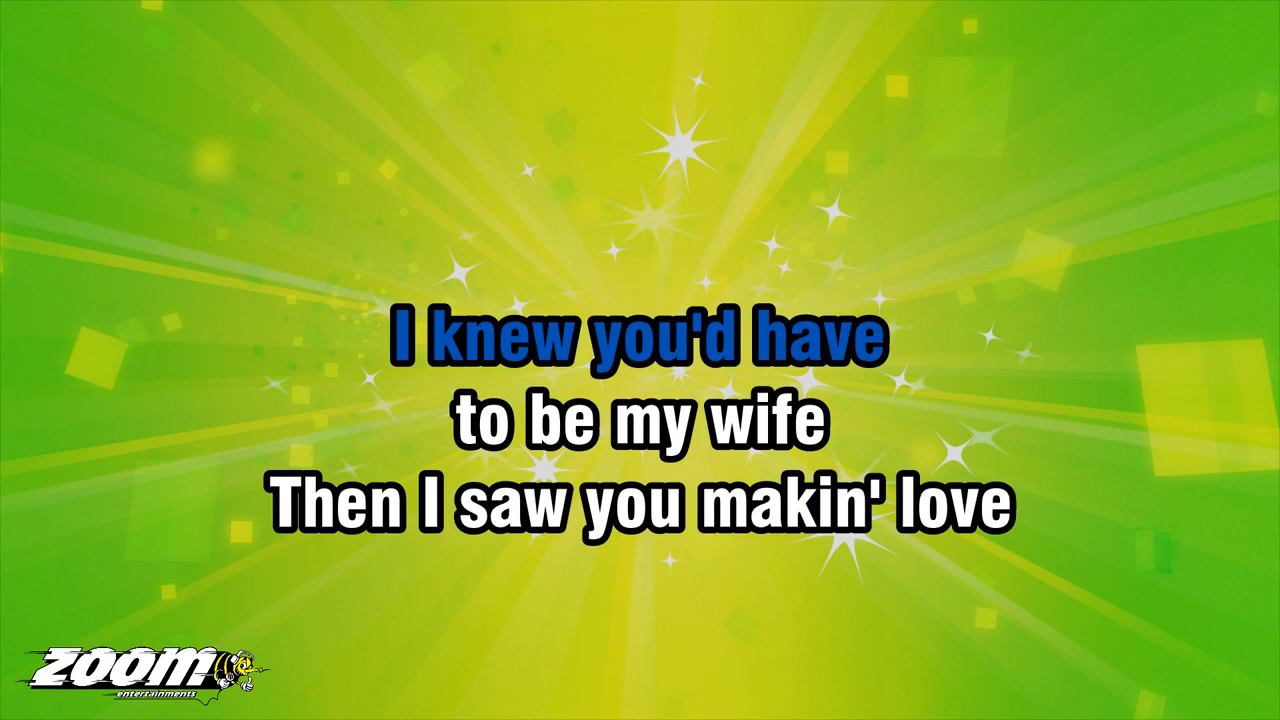 I knew you'd have
to be my wife
Then I saw you makin' love
zoom
entertainments